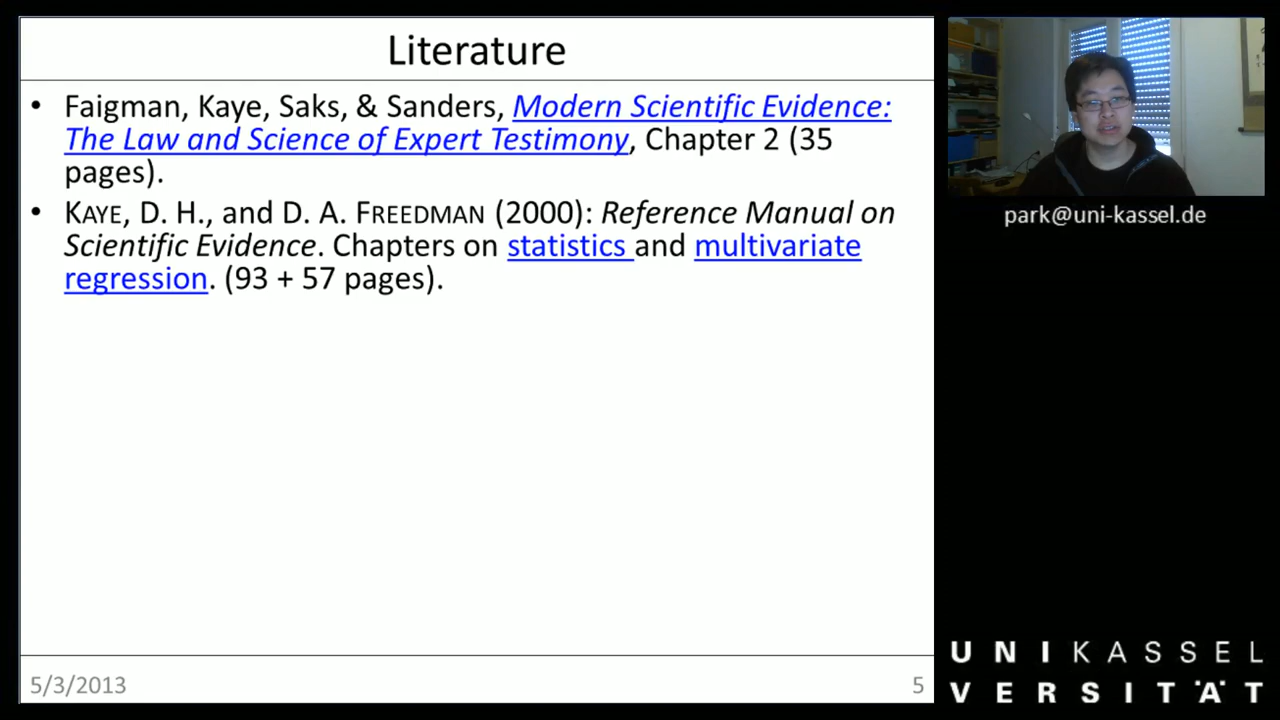 Literature
• Faigman, Kaye, Saks, & Sanders, Modern Scientific Evidence:
The Law and Science of Expert Testimony, Chapter 2 (35
pages).
• KAYE, D. H., and D. A. FREEDMAN (2000): Reference Manual on
Scientific Evidence. Chapters on statistics and multivariate
regression. (93 + 57 pages).
5/3/2013
5
park@uni-kassel.de
UNIKASSEL
VERSITÄT